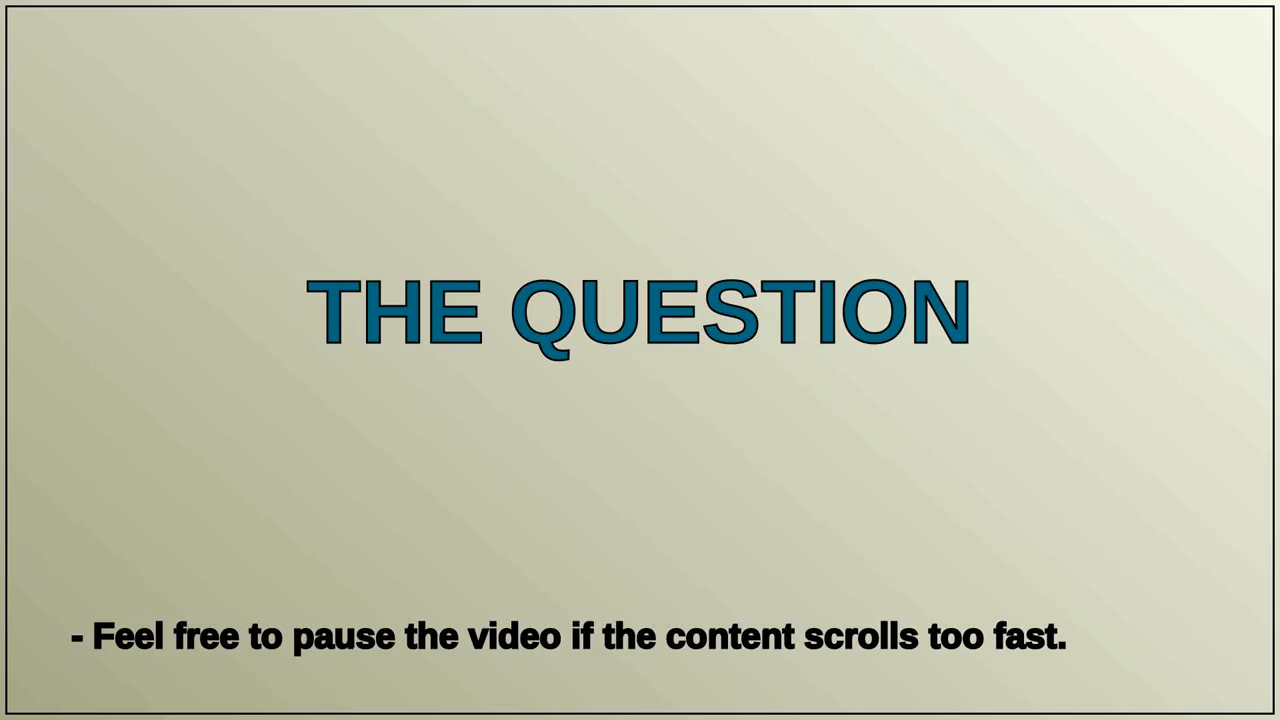 THE QUESTION
- Feel free to pause the video if the content scrolls too fast.